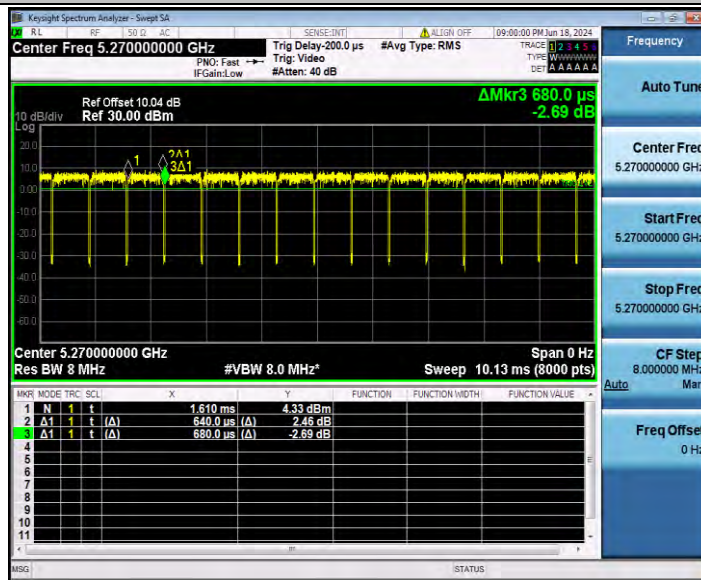 Keysight Spectrum Analyzer - Swept SA
RL RF 50 Ω AC SENSE:INT ALIGN OFF 09:00:00 PM Jun 18, 2024
Center Freq 5.270000000 GHz
PNO: Fast
IFGain:Low
Trig Delay-200.0 µs
Trig: Video
#Atten: 40 dB
#Avg Type: RMS
TRACE 1 2 3 4 5 6
TYPE
DET A A A A A A
Ref Offset 10.04 dB
Ref 30.00 dBm
10 dB/div
Log
ΔMkr3 680.0 µs
-2.69 dB
20.0
10.0
0.00
-10.0
-20.0
-30.0
-40.0
-50.0
-60.0
1
2Δ1
3Δ1
Center 5.270000000 GHz
Span 0 Hz
Res BW 8 MHz
#VBW 8.0 MHz*
Sweep 10.13 ms (8000 pts)
MKR MODE TRC SCL X Y FUNCTION FUNCTION WIDTH FUNCTION VALUE
1 N 1 t 1.610 ms 4.33 dBm
2 Δ1 1 t (Δ) 640.0 µs (Δ) 2.46 dB
3 Δ1 1 t (Δ) 680.0 µs (Δ) -2.69 dB
4
5
6
7
8
9
10
11
MSG
STATUS
Frequency
Auto Tune
Center Freq
5.270000000 GHz
Start Freq
5.270000000 GHz
Stop Freq
5.270000000 GHz
CF Step
8.000000 MHz
Auto Man
Freq Offset
0 Hz